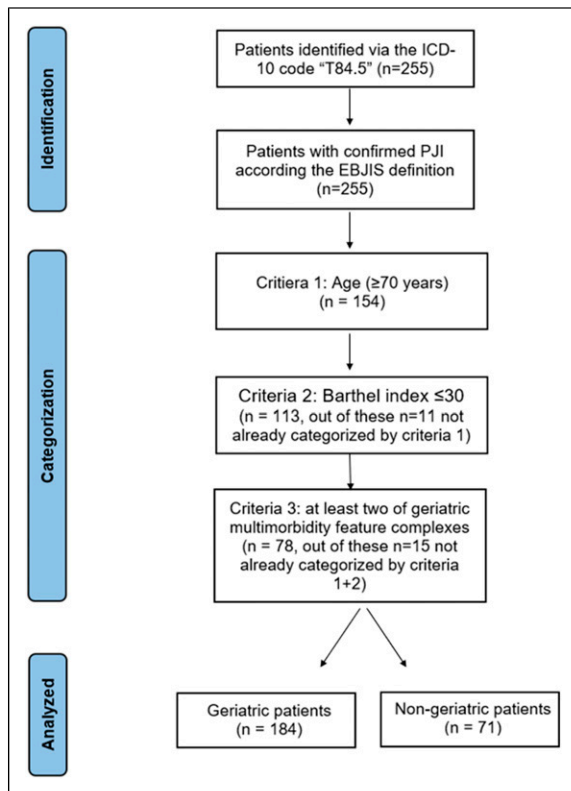 Identification
Patients identified via the ICD-
10 code “T84.5” (n=255)
Patients with confirmed PJI
according the EBJIS definition
(n=255)
Categorization
Critiera 1: Age (≥70 years)
(n = 154)
Criteria 2: Barthel index ≤30
(n = 113, out of these n=11 not
already categorized by criteria 1)
Criteria 3: at least two of geriatric
multimorbidity feature complexes
(n = 78, out of these n=15 not
already categorized by criteria
1+2)
Analyzed
Geriatric patients
(n = 184)
Non-geriatric patients
(n = 71)